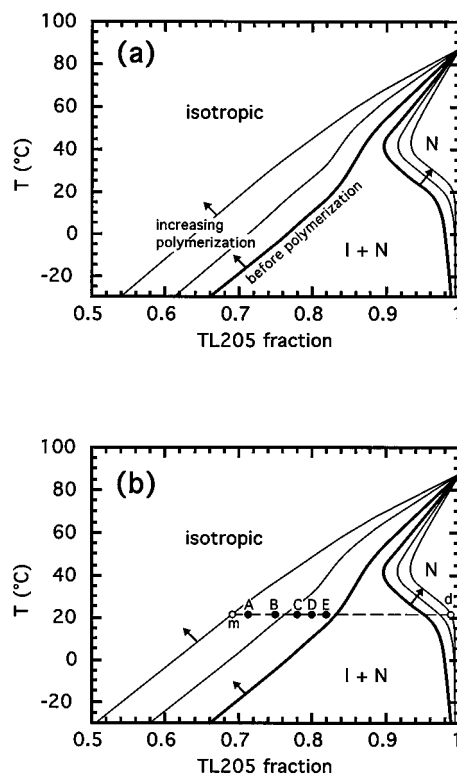 (a)
100
80
60
40
20
0
-20
T (°C)
isotropic
N
increasing
polymerization
before polymerization
I + N
0.5 0.6 0.7 0.8 0.9 1
TL205 fraction
(b)
100
80
60
40
20
0
-20
T (°C)
isotropic
N
A B C D E
m d
I + N
0.5 0.6 0.7 0.8 0.9 1
TL205 fraction